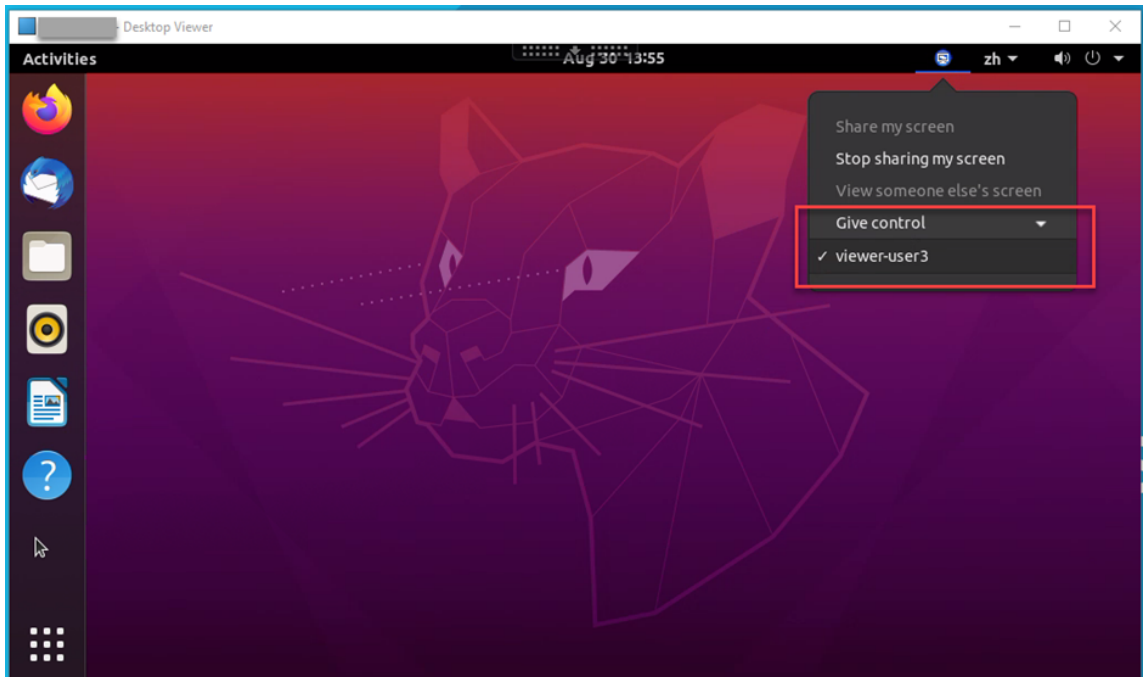 - Desktop Viewer
Activities
Aug 30 13:55
zh
Share my screen
Stop sharing my screen
View someone else's screen
Give control
✓ viewer-user3
?